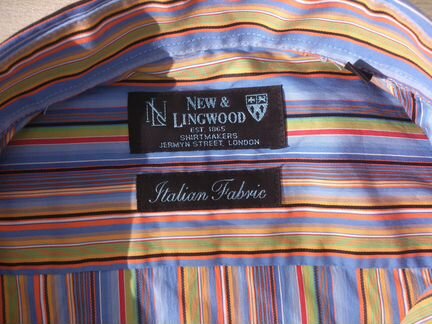 NL NEW &
LINGWOOD
EST. 1865
SHIRTMAKERS
JERMYN STREET, LONDON
Italian Fabric